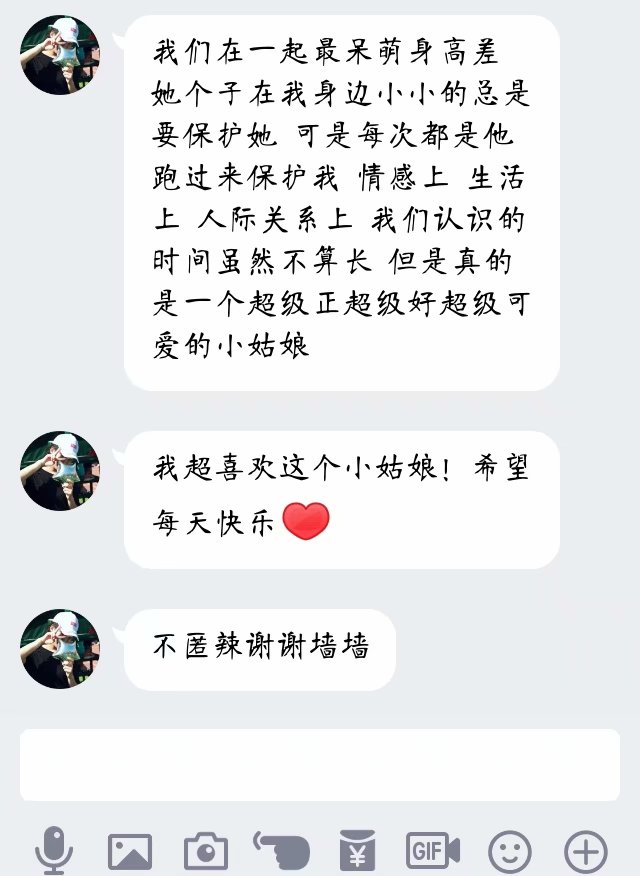 我们在一起最呆萌身高差
她个子在我身边小小的总是
要保护她 可是每次都是他
跑过来保护我 情感上 生活
上 人际关系上 我们认识的
时间虽然不算长 但是真的
是一个超级正超级好超级可
爱的小姑娘
我超喜欢这个小姑娘！希望
每天快乐
不匿辣谢谢墙墙
GIF